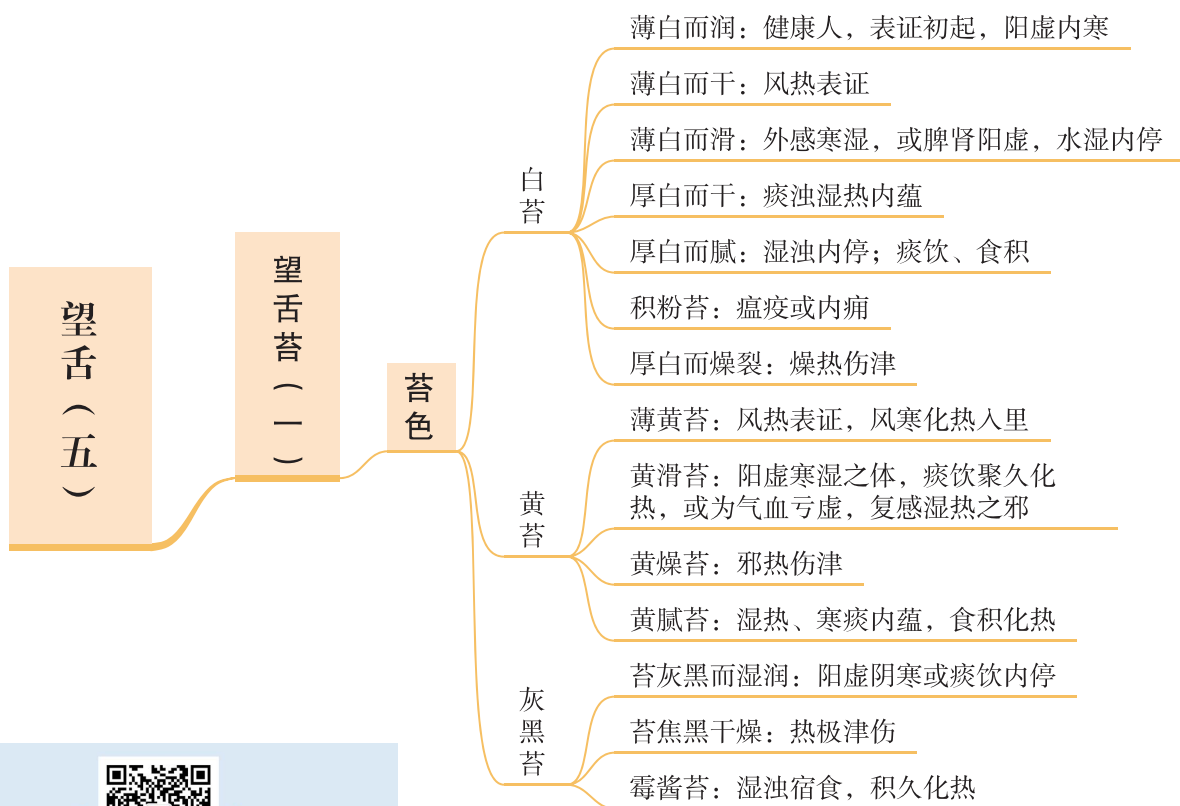 望舌（五）
望舌苔（一）
苔色
白苔
薄白而润：健康人，表证初起，阳虚内寒
薄白而干：风热表证
薄白而滑：外感寒湿，或脾肾阳虚，水湿内停
厚白而干：痰浊湿热内蕴
厚白而腻：湿浊内停；痰饮、食积
积粉苔：瘟疫或内痈
厚白而燥裂：燥热伤津
黄苔
薄黄苔：风热表证，风寒化热入里
黄滑苔：阳虚寒湿之体，痰饮聚久化
热，或为气血亏虚，复感湿热之邪
黄燥苔：邪热伤津
黄腻苔：湿热、寒痰内蕴，食积化热
灰黑苔
苔灰黑而湿润：阳虚阴寒或痰饮内停
苔焦黑干燥：热极津伤
霉酱苔：湿浊宿食，积久化热